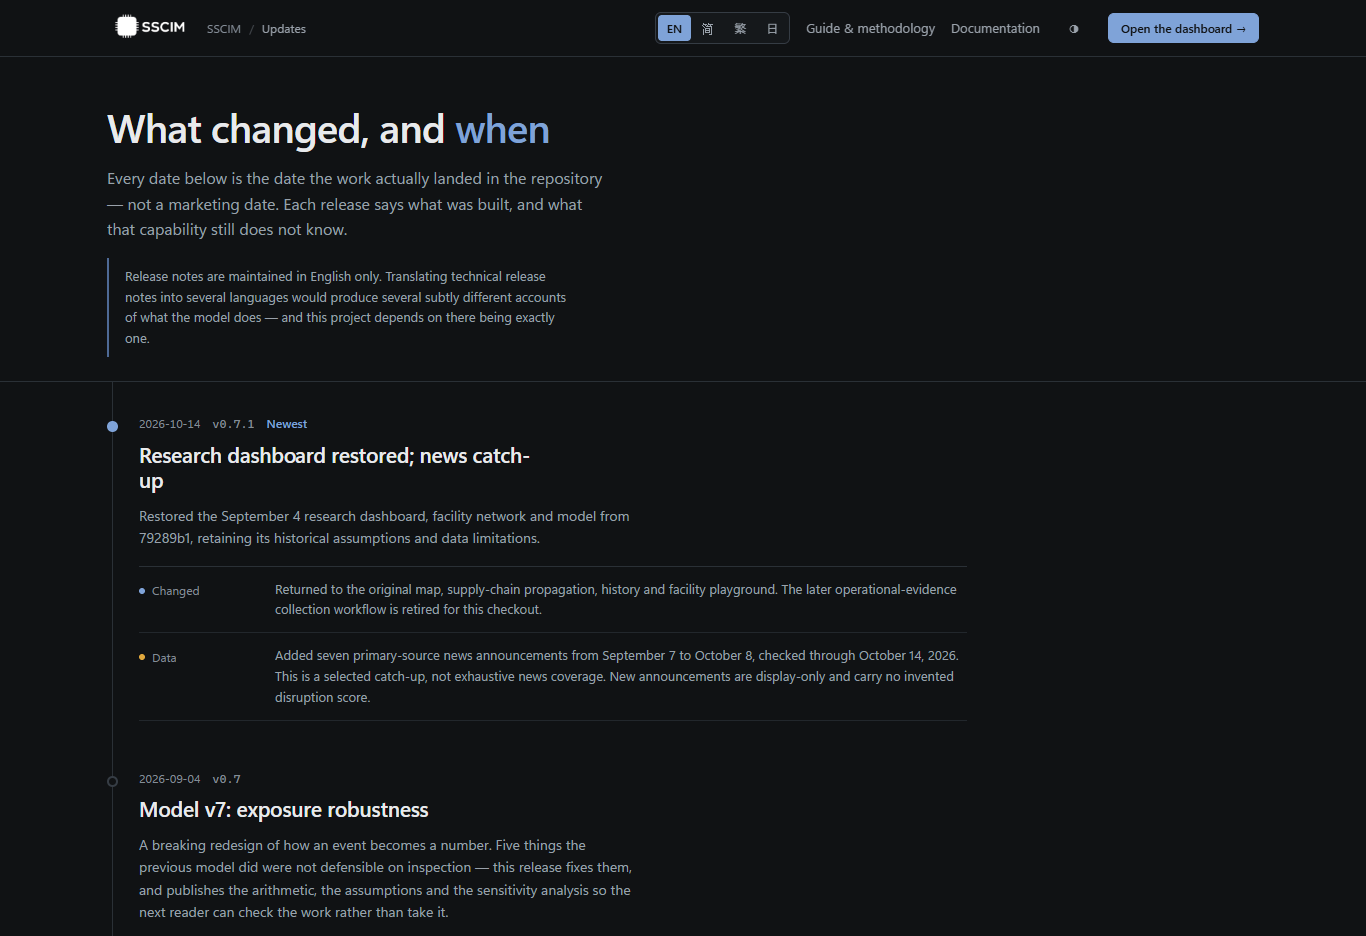 SSCIM
SSCIM / Updates
EN 简 繁 日
Guide & methodology
Documentation
Open the dashboard →
What changed, and when
Every date below is the date the work actually landed in the repository
— not a marketing date. Each release says what was built, and what
that capability still does not know.
Release notes are maintained in English only. Translating technical release
notes into several languages would produce several subtly different accounts
of what the model does — and this project depends on there being exactly
one.
2026-10-14 v0.7.1 Newest
Research dashboard restored; news catch-
up
Restored the September 4 research dashboard, facility network and model from
79289b1, retaining its historical assumptions and data limitations.
Changed
Returned to the original map, supply-chain propagation, history and facility playground. The later operational-evidence
collection workflow is retired for this checkout.
Data
Added seven primary-source news announcements from September 7 to October 8, checked through October 14, 2026.
This is a selected catch-up, not exhaustive news coverage. New announcements are display-only and carry no invented
disruption score.
2026-09-04 v0.7
Model v7: exposure robustness
A breaking redesign of how an event becomes a number. Five things the
previous model did were not defensible on inspection — this release fixes them,
and publishes the arithmetic, the assumptions and the sensitivity analysis so the
next reader can check the work rather than take it.